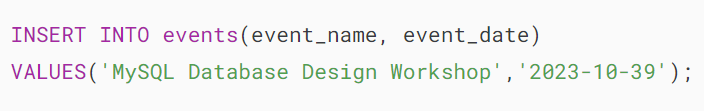 INSERT INTO events(event_name, event_date)
VALUES('MySQL Database Design Workshop','2023-10-39');